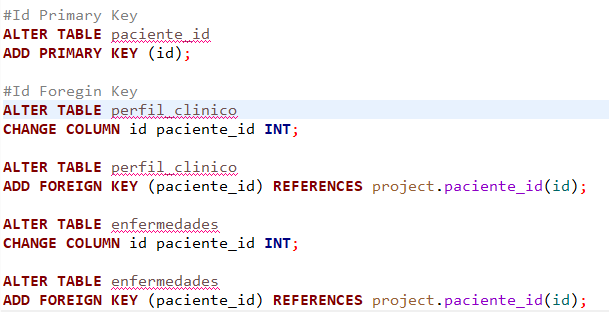 #Id Primary Key
ALTER TABLE paciente_id
ADD PRIMARY KEY (id);
#Id Foregin Key
ALTER TABLE perfil_clinico
CHANGE COLUMN id paciente_id INT;
ALTER TABLE perfil_clinico
ADD FOREIGN KEY (paciente_id) REFERENCES project.paciente_id(id);
ALTER TABLE enfermedades
CHANGE COLUMN id paciente_id INT;
ALTER TABLE enfermedades
ADD FOREIGN KEY (paciente_id) REFERENCES project.paciente_id(id);